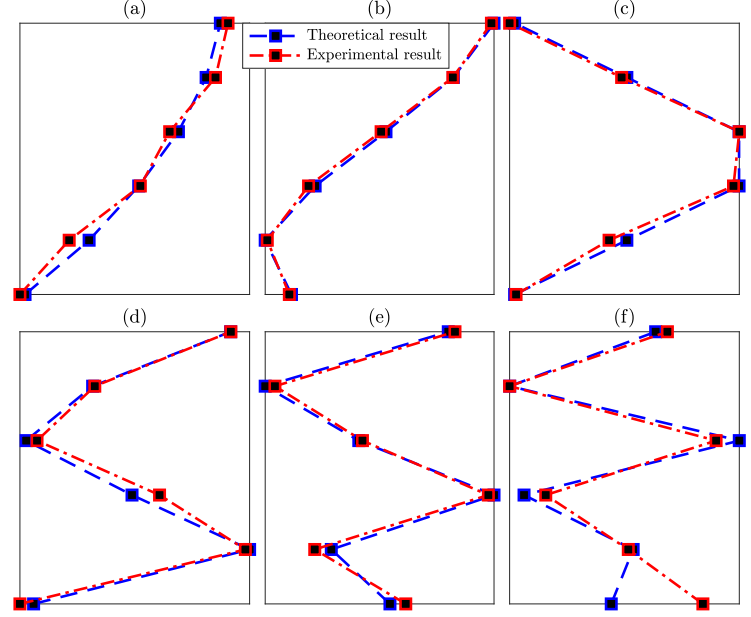 (a)
(b)
(c)
Theoretical result
Experimental result
(d)
(e)
(f)